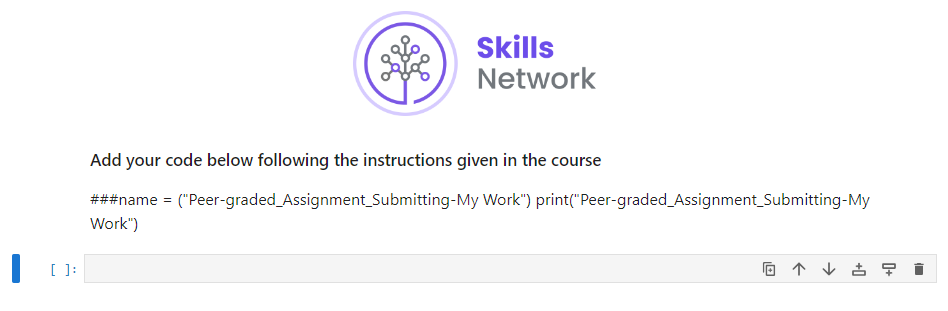 Skills
Network
Add your code below following the instructions given in the course
###name = ("Peer-graded_Assignment_Submitting-My Work") print("Peer-graded_Assignment_Submitting-My
Work")
[ ]: